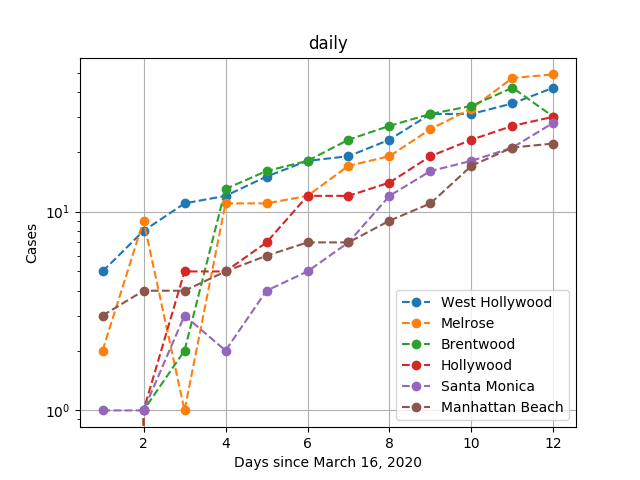 daily
Cases
10¹
10⁰
2 4 6 8 10 12
Days since March 16, 2020
West Hollywood
Melrose
Brentwood
Hollywood
Santa Monica
Manhattan Beach